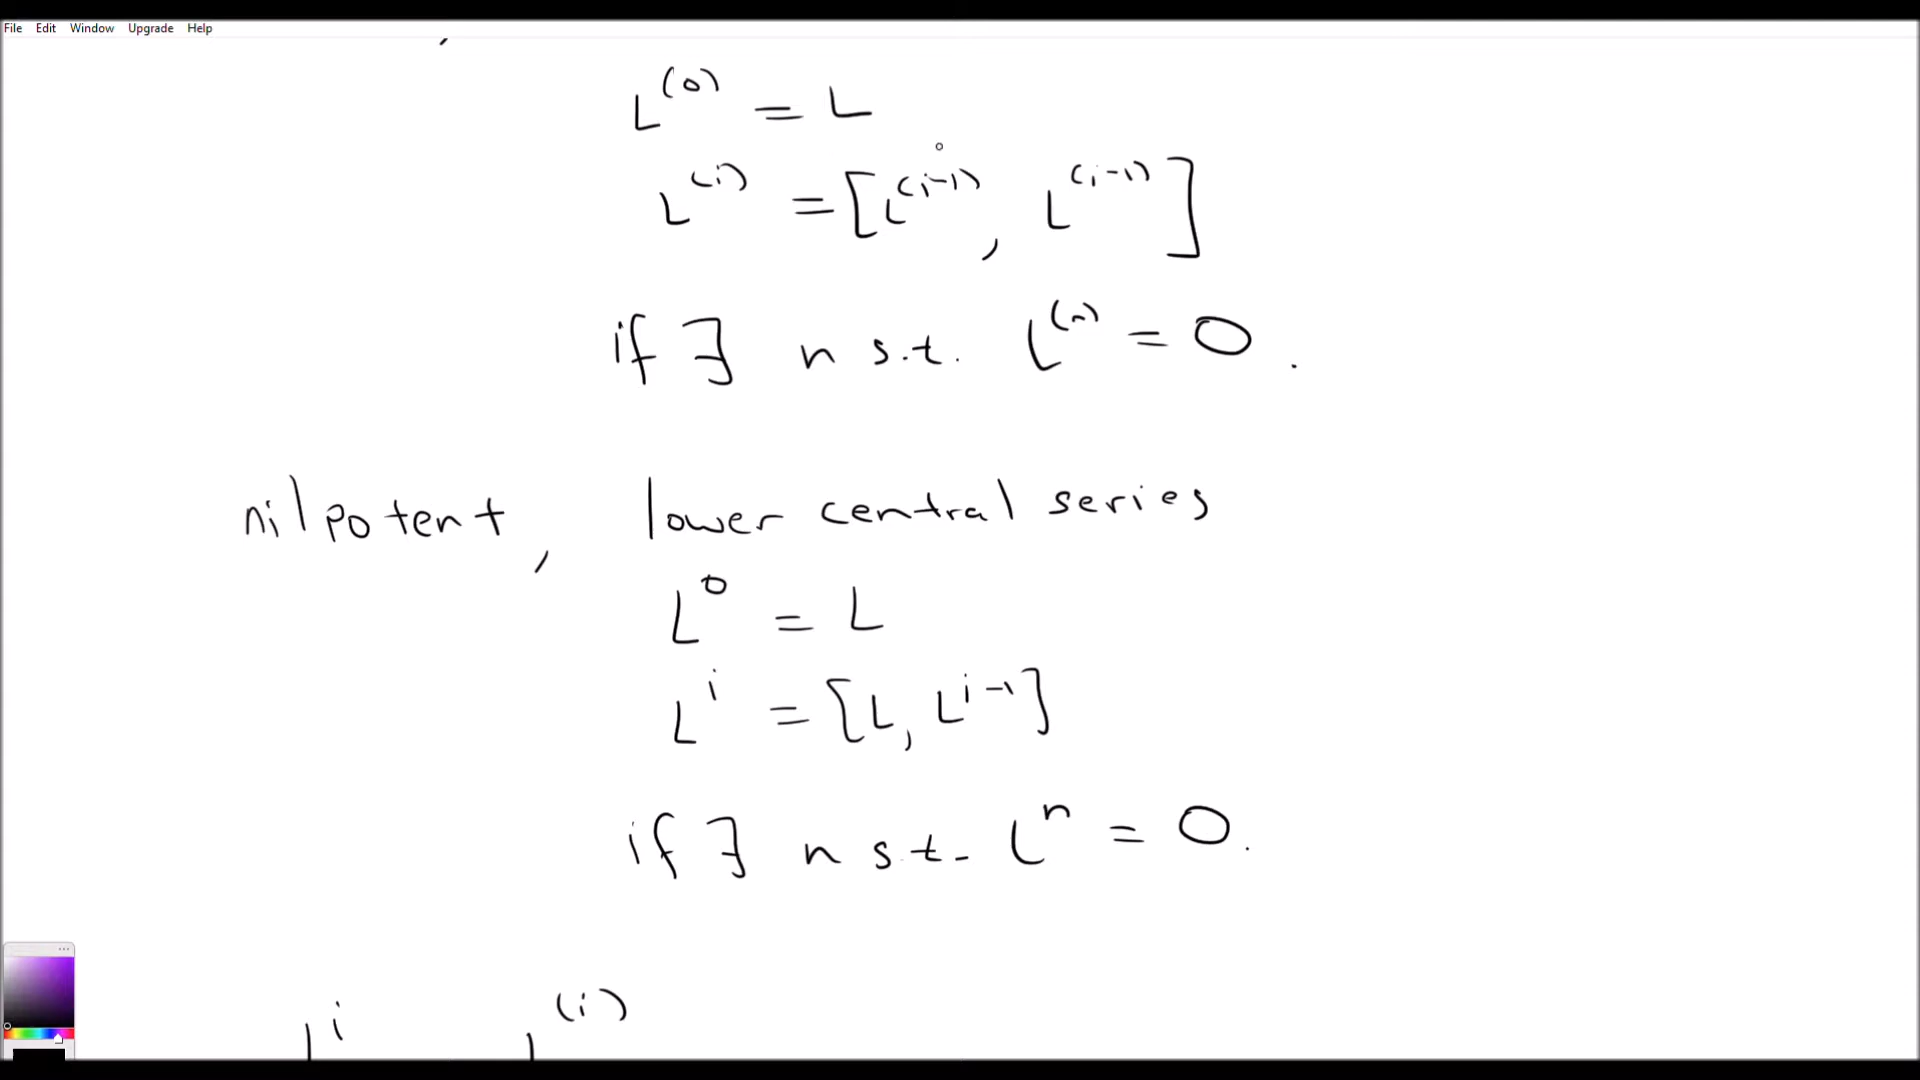 File Edit Window Upgrade Help
L^(0) = L
L^(i) = [L^(i-1), L^(i-1)]
if ∃ n s.t. L^(n) = 0.
nilpotent, lower central series
L^0 = L
L^i = [L, L^i-1]
if ∃ n s.t. L^n = 0.
L^i L^(i)